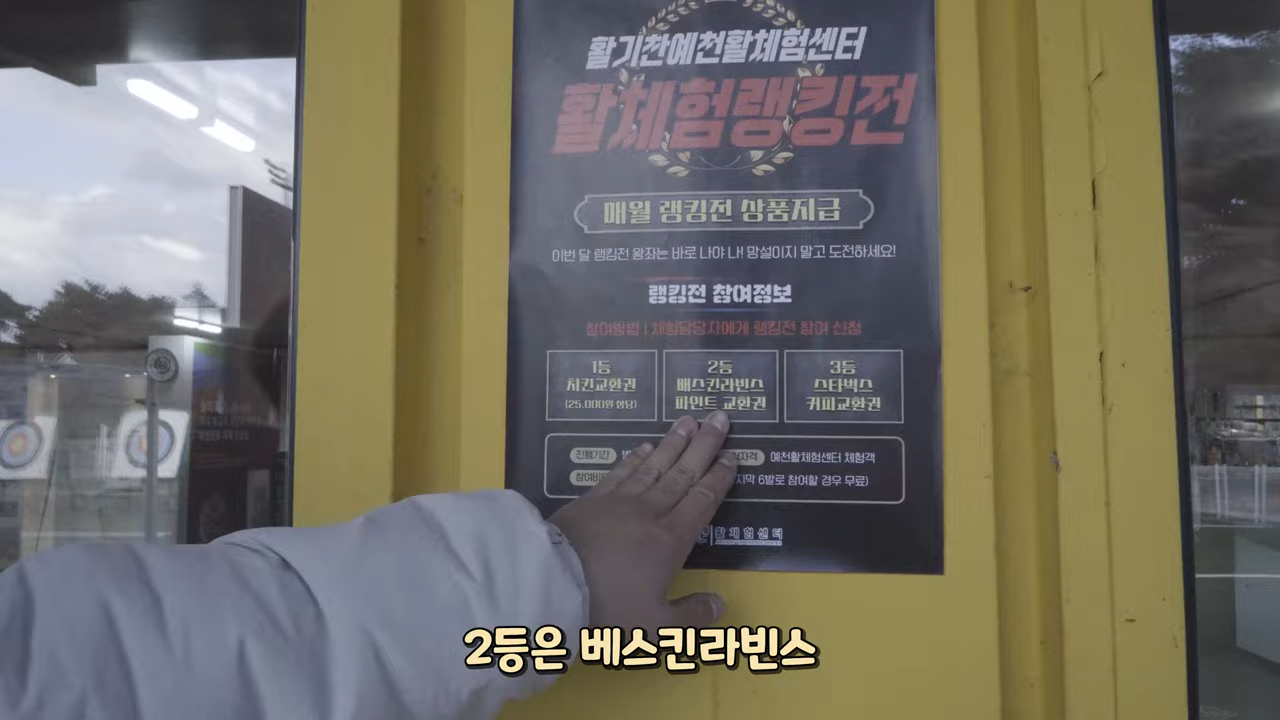 활기찬예천활체험센터
활체험랭킹전
매월 랭킹전 상품지급
이번 달 랭킹전 왕좌는 바로 나야 나! 망설이지 말고 도전하세요!
랭킹전 참여정보
참여방법 | 체험담당자에게 랭킹전 참여 신청
1등
치킨교환권
(25,000원 상당)
2등
배스킨라빈스
파인트 교환권
3등
스타벅스
커피교환권
진행기간
예천활체험센터 체험객
6발로 참여할 경우 무료)
활체험센터
2등은 베스킨라빈스